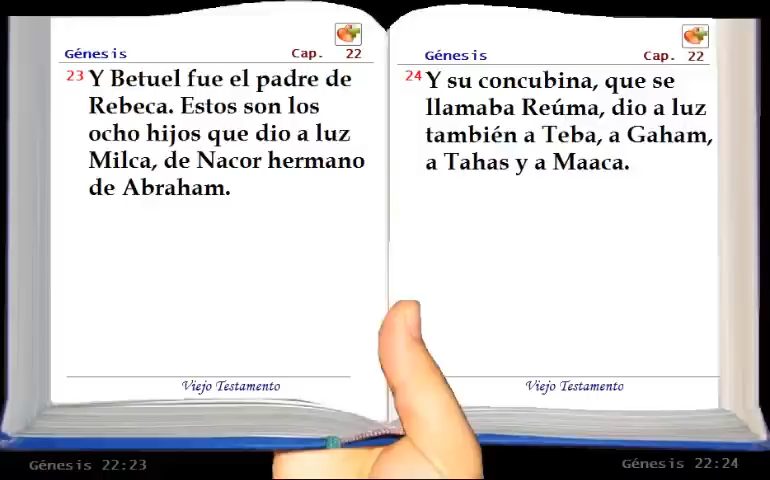 Génesis Cap. 22
23 Y Betuel fue el padre de
Rebeca. Estos son los
ocho hijos que dio a luz
Milca, de Nacor hermano
de Abraham.
Viejo Testamento
Génesis 22:23
Génesis Cap. 22
24 Y su concubina, que se
llamaba Reúma, dio a luz
también a Teba, a Gaham,
a Tahas y a Maaca.
Viejo Testamento
Génesis 22:24